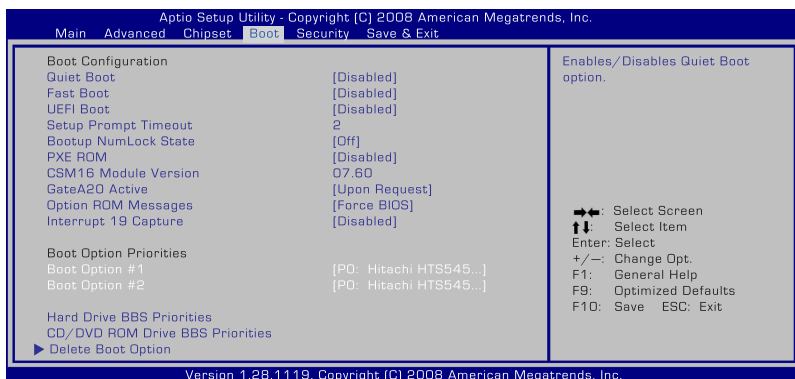 Aptio Setup Utility - Copyright (C) 2008 American Megatrends, Inc.
Main Advanced Chipset Boot Security Save & Exit
Boot Configuration
Quiet Boot [Disabled]
Fast Boot [Disabled]
UEFI Boot [Disabled]
Setup Prompt Timeout 2
Bootup NumLock State [Off]
PXE ROM [Disabled]
CSM16 Module Version 07.60
GateA20 Active [Upon Request]
Option ROM Messages [Force BIOS]
Interrupt 19 Capture [Disabled]
Boot Option Priorities
Boot Option #1 [P0: Hitachi HTS545...]
Boot Option #2 [P0: Hitachi HTS545...]
Hard Drive BBS Priorities
CD/DVD ROM Drive BBS Priorities
Delete Boot Option
Enables/Disables Quiet Boot
option.
→←: Select Screen
↑↓: Select Item
Enter: Select
+/—: Change Opt.
F1: General Help
F9: Optimized Defaults
F10: Save ESC: Exit
Version 1.28.1119. Copyright (C) 2008 American Megatrends, Inc.